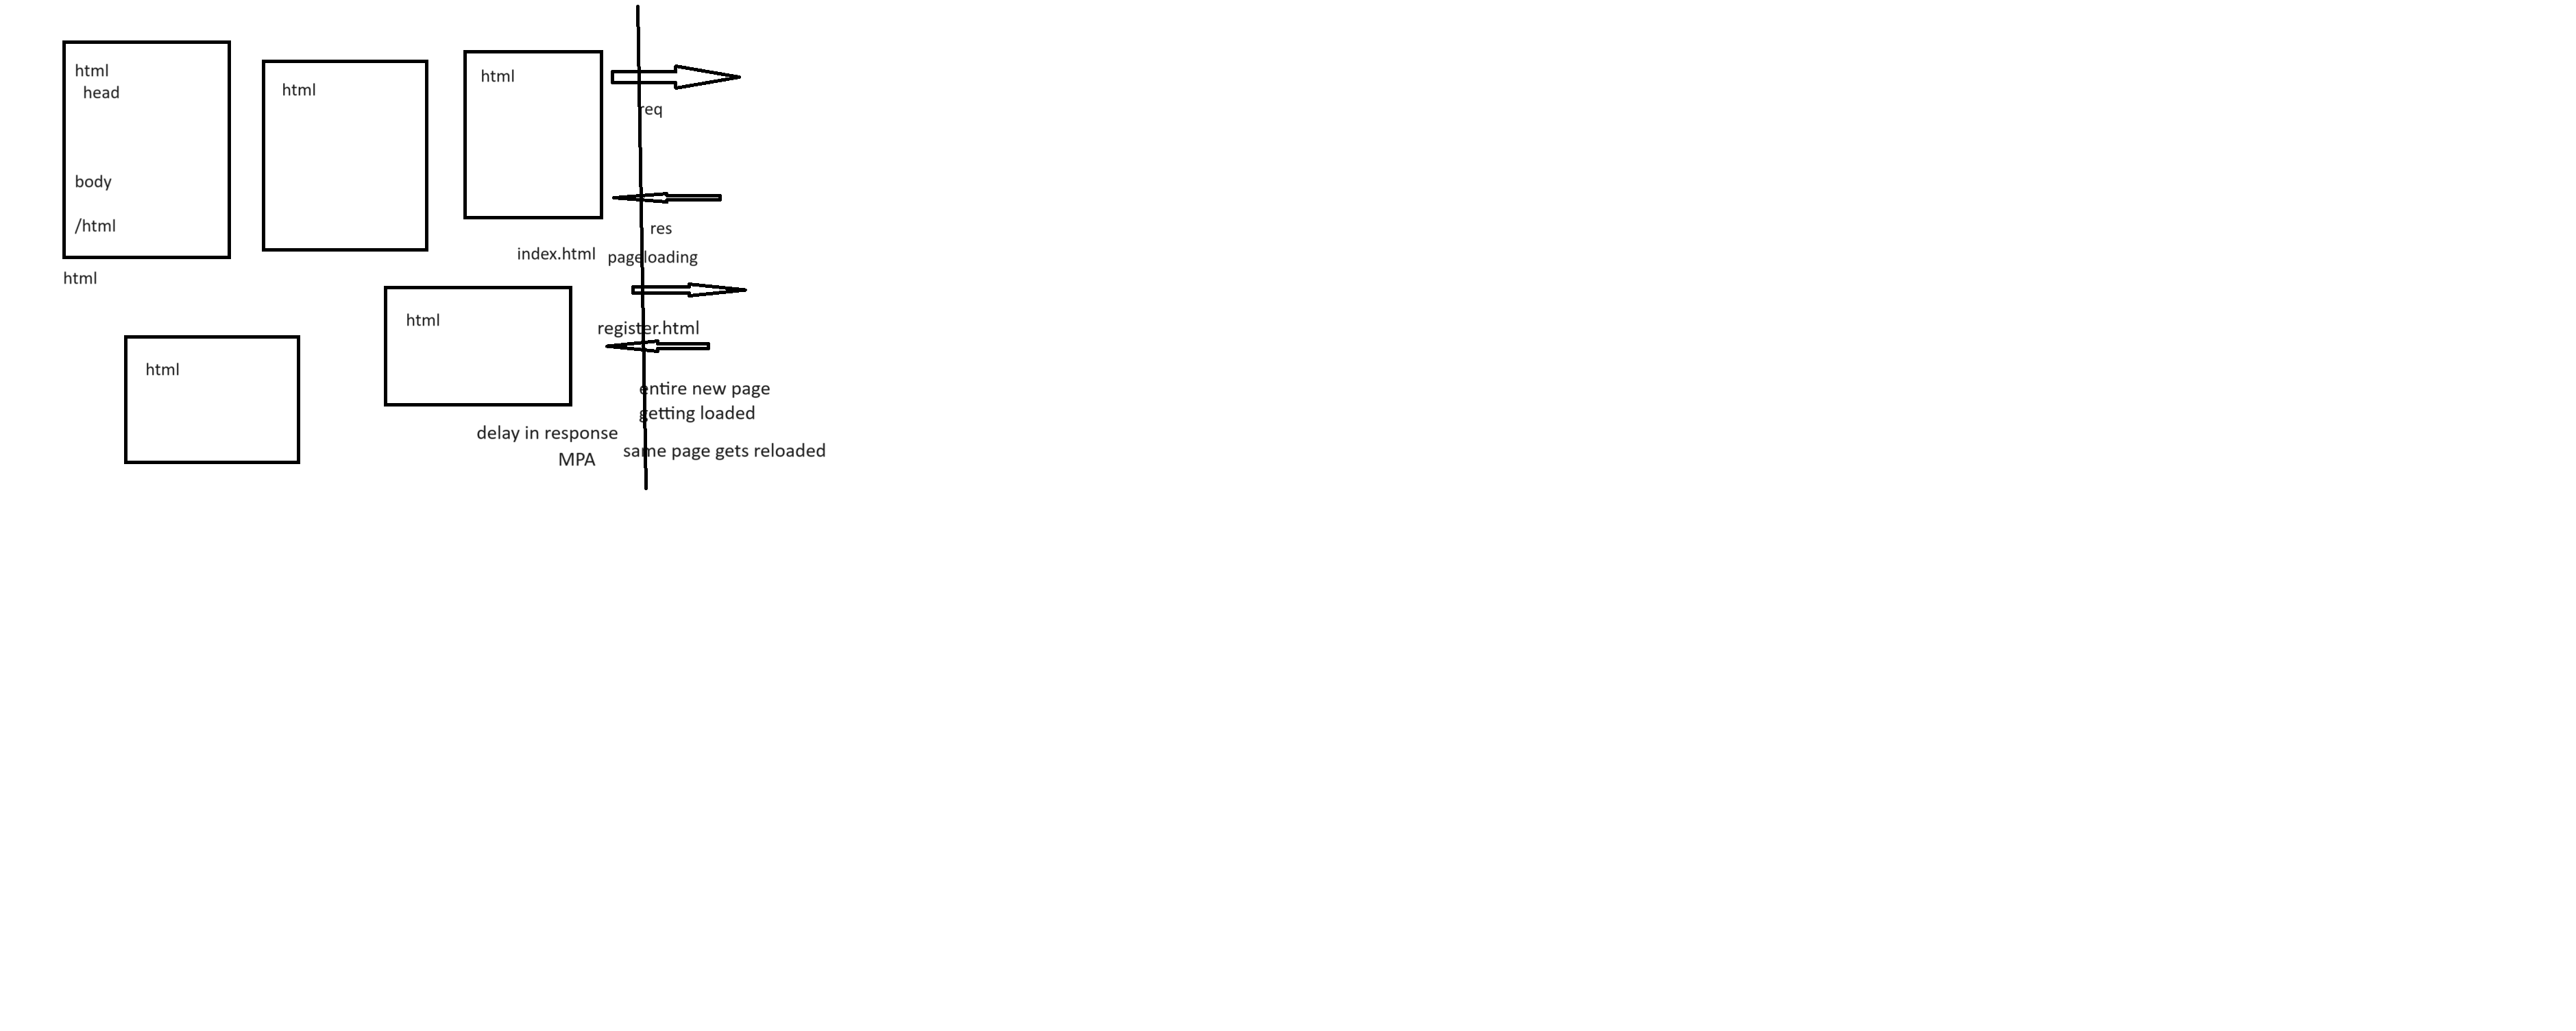 html
head
body
/html
html
html
html
index.html
html
html
delay in response
MPA
req
res
pageloading
register.html
entire new page
getting loaded
same page gets reloaded